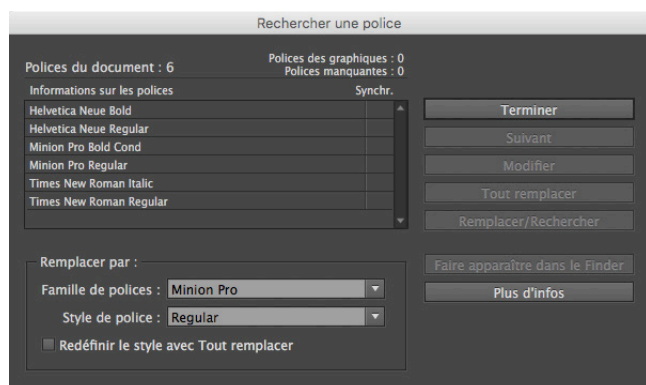 Rechercher une police
Polices du document : 6
Polices des graphiques : 0
Polices manquantes : 0
Informations sur les polices Synchr.
Helvetica Neue Bold
Helvetica Neue Regular
Minion Pro Bold Cond
Minion Pro Regular
Times New Roman Italic
Times New Roman Regular
Terminer
Suivant
Modifier
Tout remplacer
Remplacer/Rechercher
Faire apparaître dans le Finder
Plus d'infos
Remplacer par :
Famille de polices : Minion Pro
Style de police : Regular
Redéfinir le style avec Tout remplacer